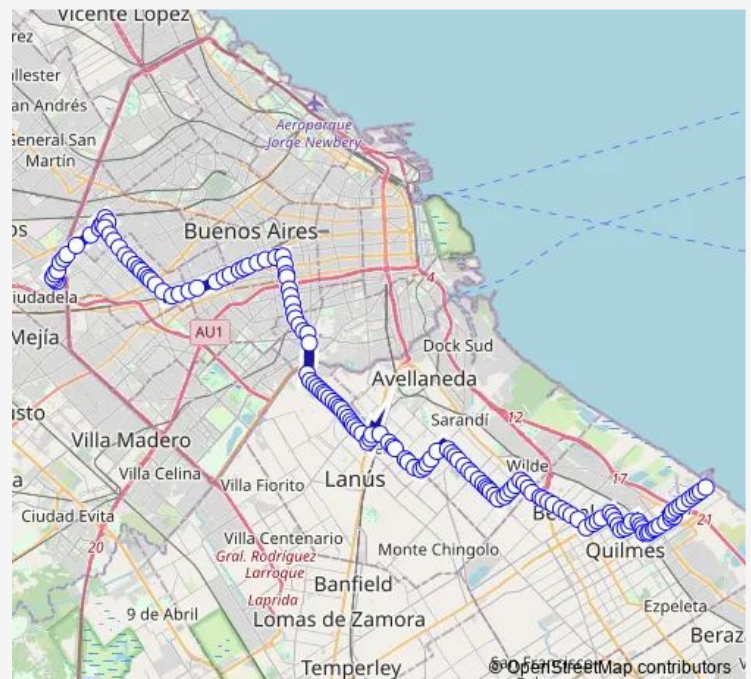 Vicente López
rez
llester
an Andrés
General San
Martín
Aeroparque
Jorge Newbery
os
Buenos Aires
iudadela
4
Mejía
AU1
Dock Sud
Avellaneda
usto
Sarandí
12
Villa Madero
Villa Celina
Wilde
a
Villa Fiorito
Lanús
17
Ciudad Evita
Be
l
21
20
Villa Centenario
Monte Chingolo
Quilmes
Gral. Rodríguez
Larroque
Banfield
Laprida
9 de Abril
Ezpeleta
Lomas de Zamora
Beraz
Temperley
© OpenStreetMap contributors